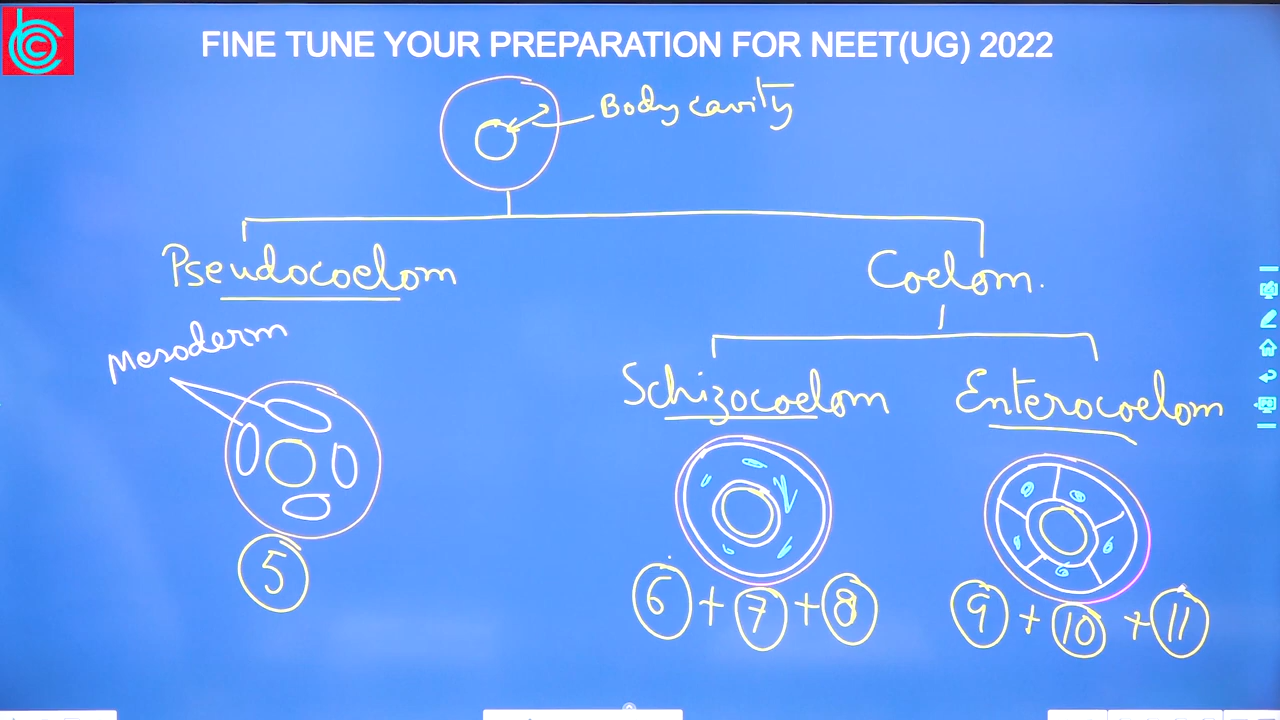 FINE TUNE YOUR PREPARATION FOR NEET(UG) 2022
Body cavity
Pseudocoelom
Coelom.
Mesoderm
Schizocoelom
Enterocoelom
5
6 + 7 + 8
9 + 10 + 11